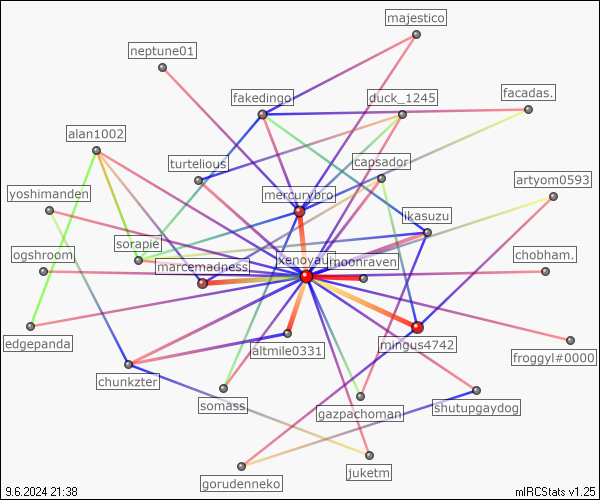 majestico
neptune01
fakedingo
duck_1245
facadas.
alan1002
turtelious
capsador
artyom0593
yoshimanden
mercurybro
ikasuzu
sorapie
ogshroom
marcemadness
xenoyaup
moonraven
chobham.
edgepanda
altmile0331
mingus4742
froggyl#0000
chunkzter
somass
gazpachoman
shutupgaydog
gorudenneko
juketm
9.6.2024 21:38
mIRCStats v1.25